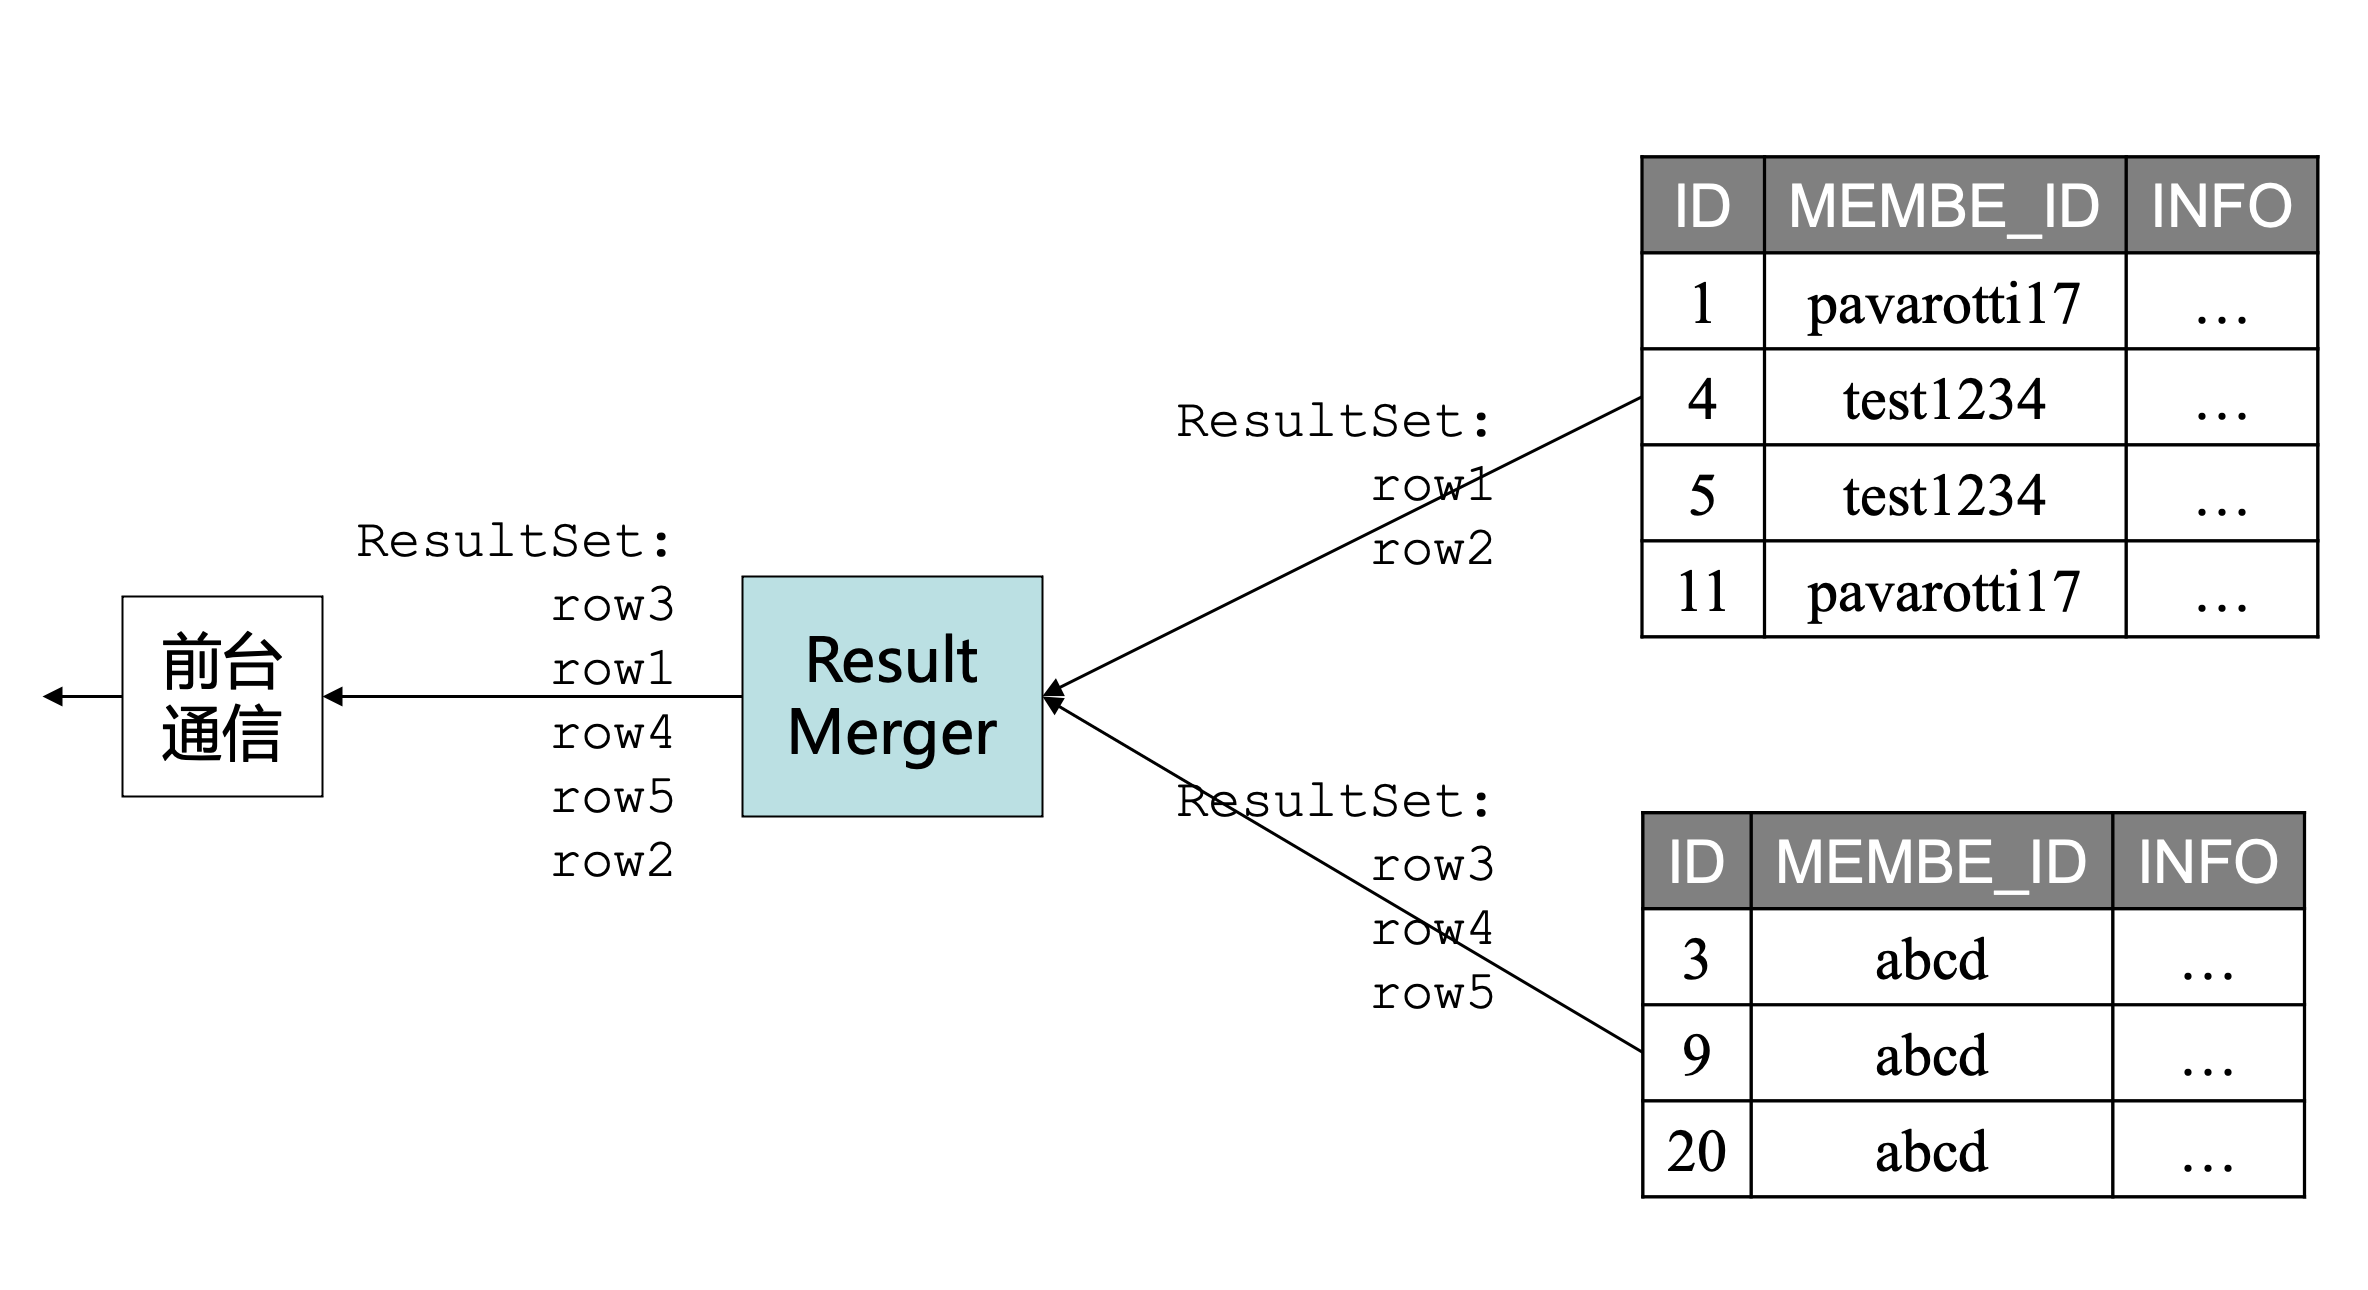 前台
通信
ResultSet:
row3
row1
row4
row5
row2
Result
Merger
ResultSet:
row1
row2
ResultSet:
row3
row4
row5
ID MEMBE_ID INFO
1 pavarotti17 …
4 test1234 …
5 test1234 …
11 pavarotti17 …
ID MEMBE_ID INFO
3 abcd …
9 abcd …
20 abcd …